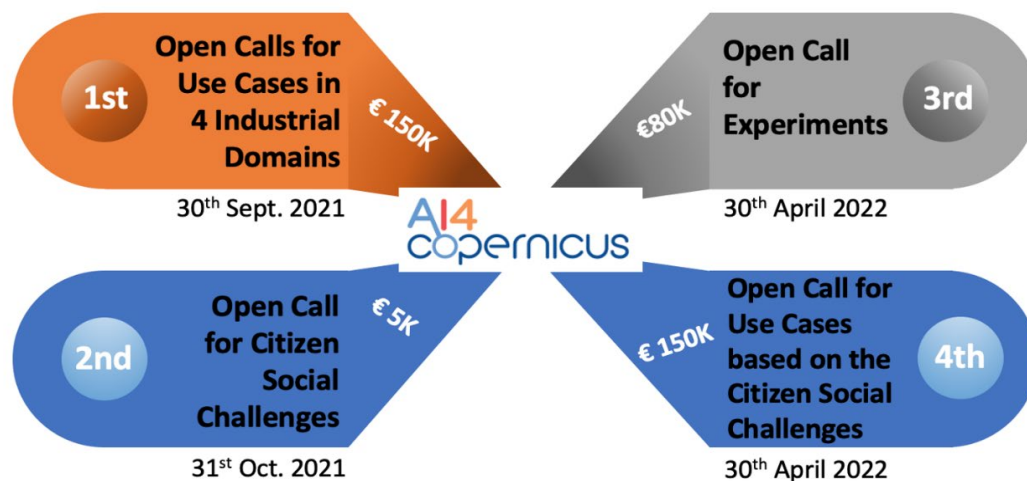 1st
Open Calls for
Use Cases in
4 Industrial
Domains
€ 150K
30th Sept. 2021
Open Call
for
Experiments
3rd
€80K
30th April 2022
AI4
copernicus
2nd
Open Call
for Citizen
Social
Challenges
€ 5K
31st Oct. 2021
Open Call for
Use Cases
based on the
Citizen Social
Challenges
4th
€ 150K
30th April 2022